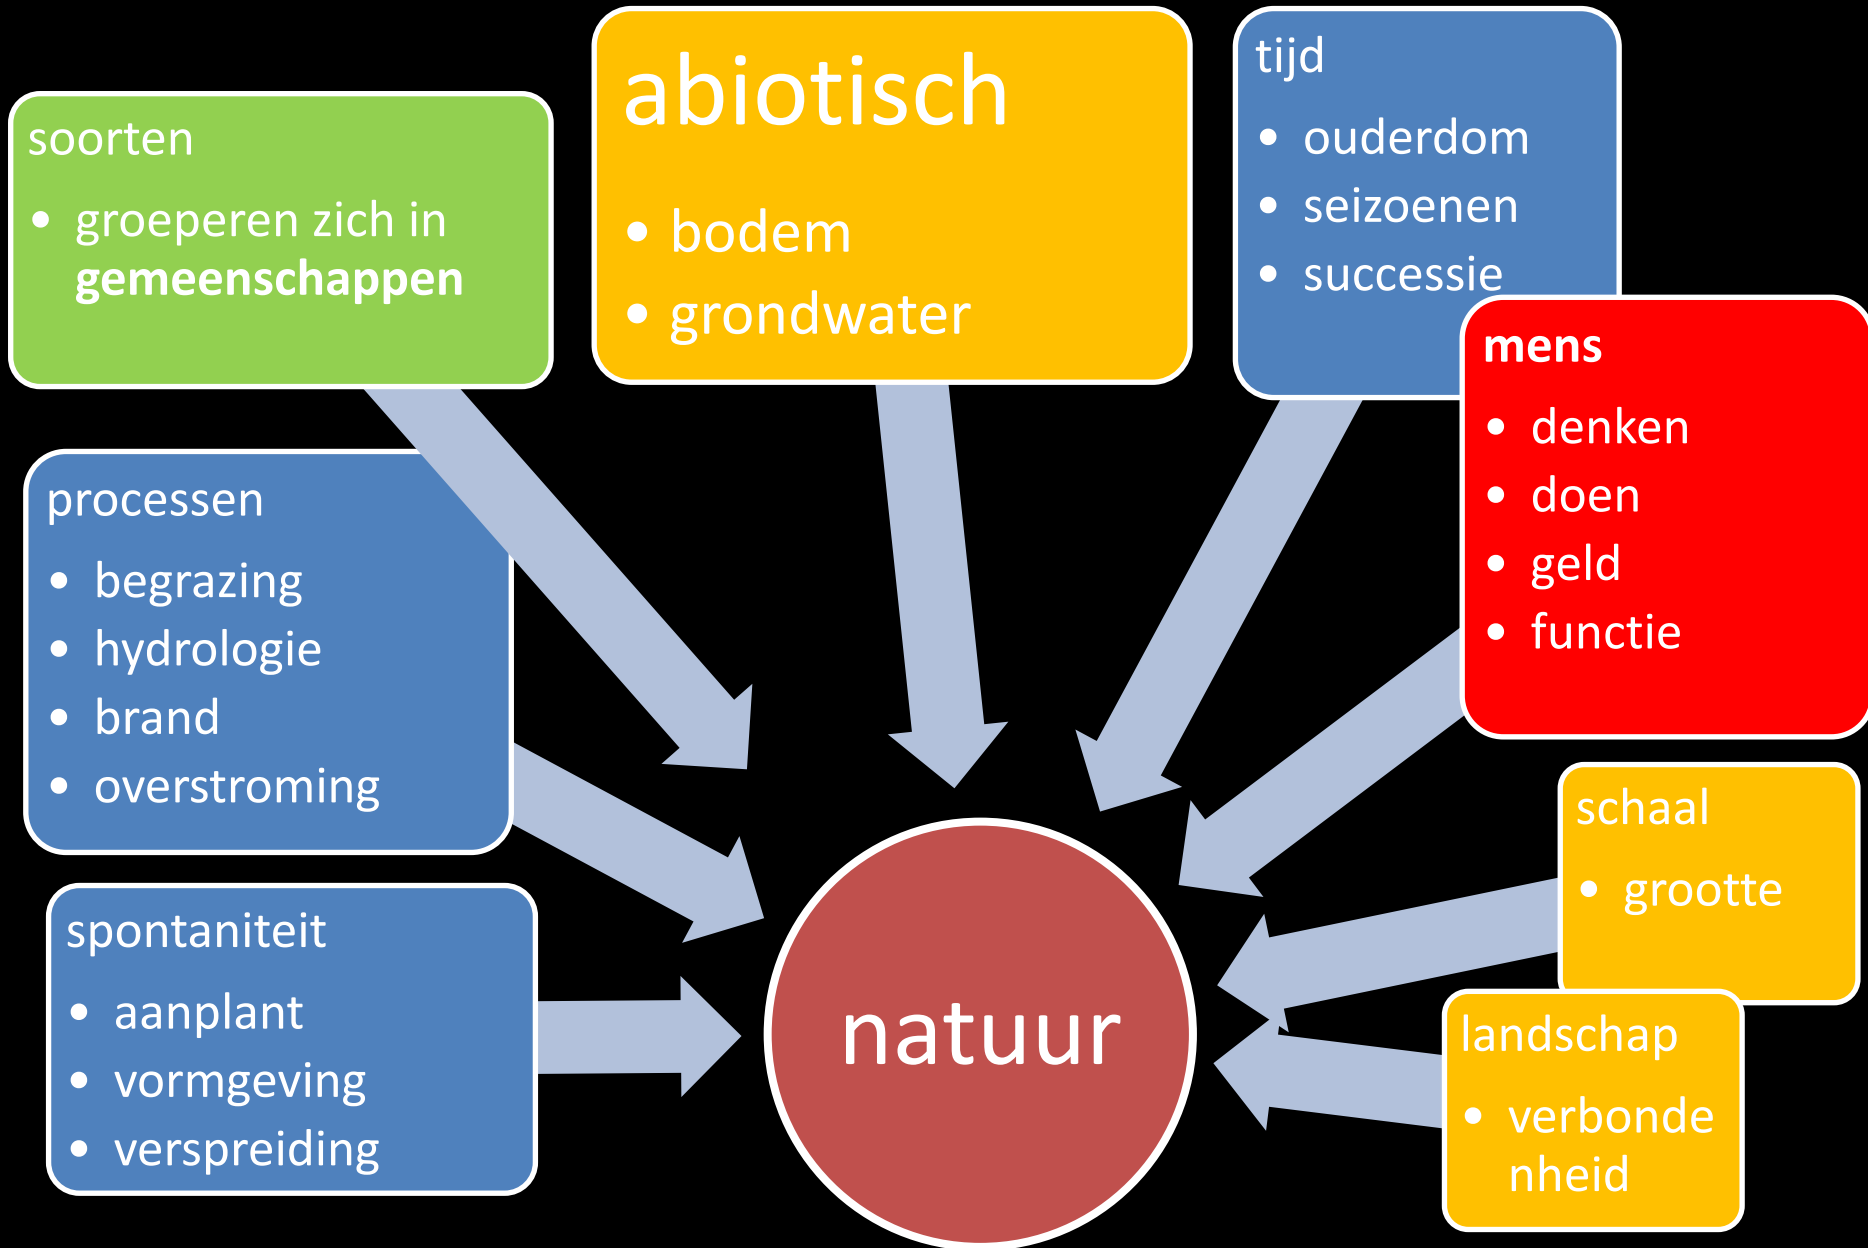 soorten
• groeperen zich in
gemeenschappen
abiotisch
• bodem
• grondwater
tijd
• ouderdom
• seizoenen
• successie
mens
• denken
• doen
• geld
• functie
processen
• begrazing
• hydrologie
• brand
• overstroming
schaal
• grootte
spontaniteit
• aanplant
• vormgeving
• verspreiding
natuur
landschap
• verbonde
nheid